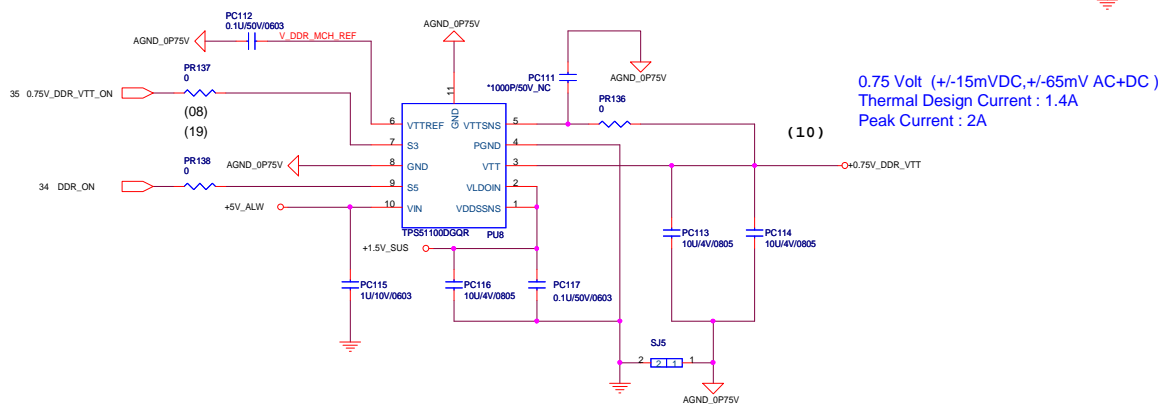 PC112
0.1U/50V/0603
AGND_0P75V
V_DDR_MCH_REF
AGND_0P75V
PR137
0
35 0.75V_DDR_VTT_ON
(08)
(19)
PR138
0
AGND_0P75V
34 DDR_ON
+5V_ALW
11
GND
6 VTTREF
7 S3
8 GND
9 S5
10 VIN
VTTSNS 5
PGND 4
VTT 3
VLDOIN 2
VDDSSNS 1
TPS51100DGQR
PU8
PC111
*1000P/50V_NC
AGND_0P75V
PR136
0
(10)
+0.75V_DDR_VTT
0.75 Volt (+/-15mVDC,+/-65mV AC+DC )
Thermal Design Current : 1.4A
Peak Current : 2A
+1.5V_SUS
PC113
10U/4V/0805
PC114
10U/4V/0805
PC115
1U/10V/0603
PC116
10U/4V/0805
PC117
0.1U/50V/0603
SJ5
2 2 1 1
AGND_0P75V